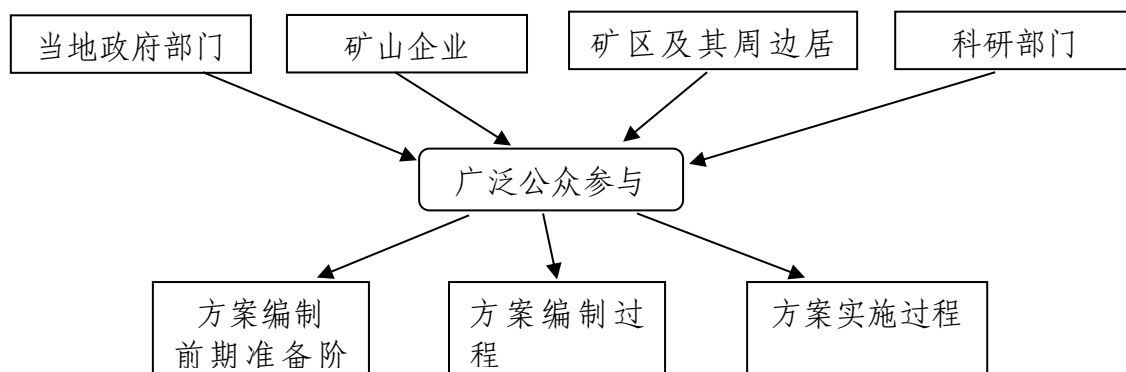 当地政府部门
矿山企业
矿区及其周边居
科研部门
广泛公众参与
方案编制
前期准备阶
方案编制过
程
方案实施过程